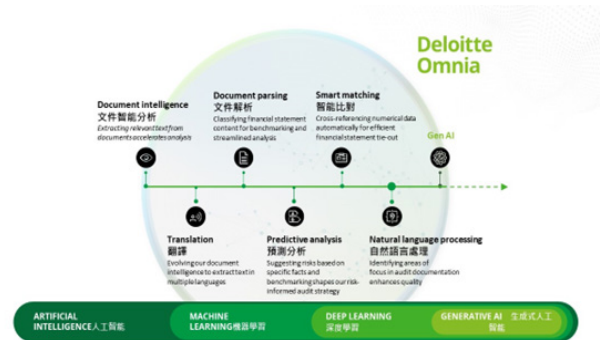 Deloitte
Omnia
Document intelligence
文件智能分析
Extracting relevant text from
documents accelerates analysis
Document parsing
文件解析
Classifying financial statement
content for benchmarking and
streamlined analysis
Smart matching
智能比對
Cross-referencing numerical data
automatically for efficient
financial statement tie-out
Gen AI
Translation
翻譯
Evolving our document
intelligence to extract text in
multiple languages
Predictive analysis
預測分析
Suggesting risks based on
specific facts and
benchmarking shapes our risk-
informed audit strategy
Natural language processing
自然語言處理
Identifying areas of
focus in audit documentation
enhances quality
ARTIFICIAL
INTELLIGENCE人工智能
MACHINE
LEARNING機器學習
DEEP LEARNING
深度學習
GENERATIVE AI 生成式人工
智能